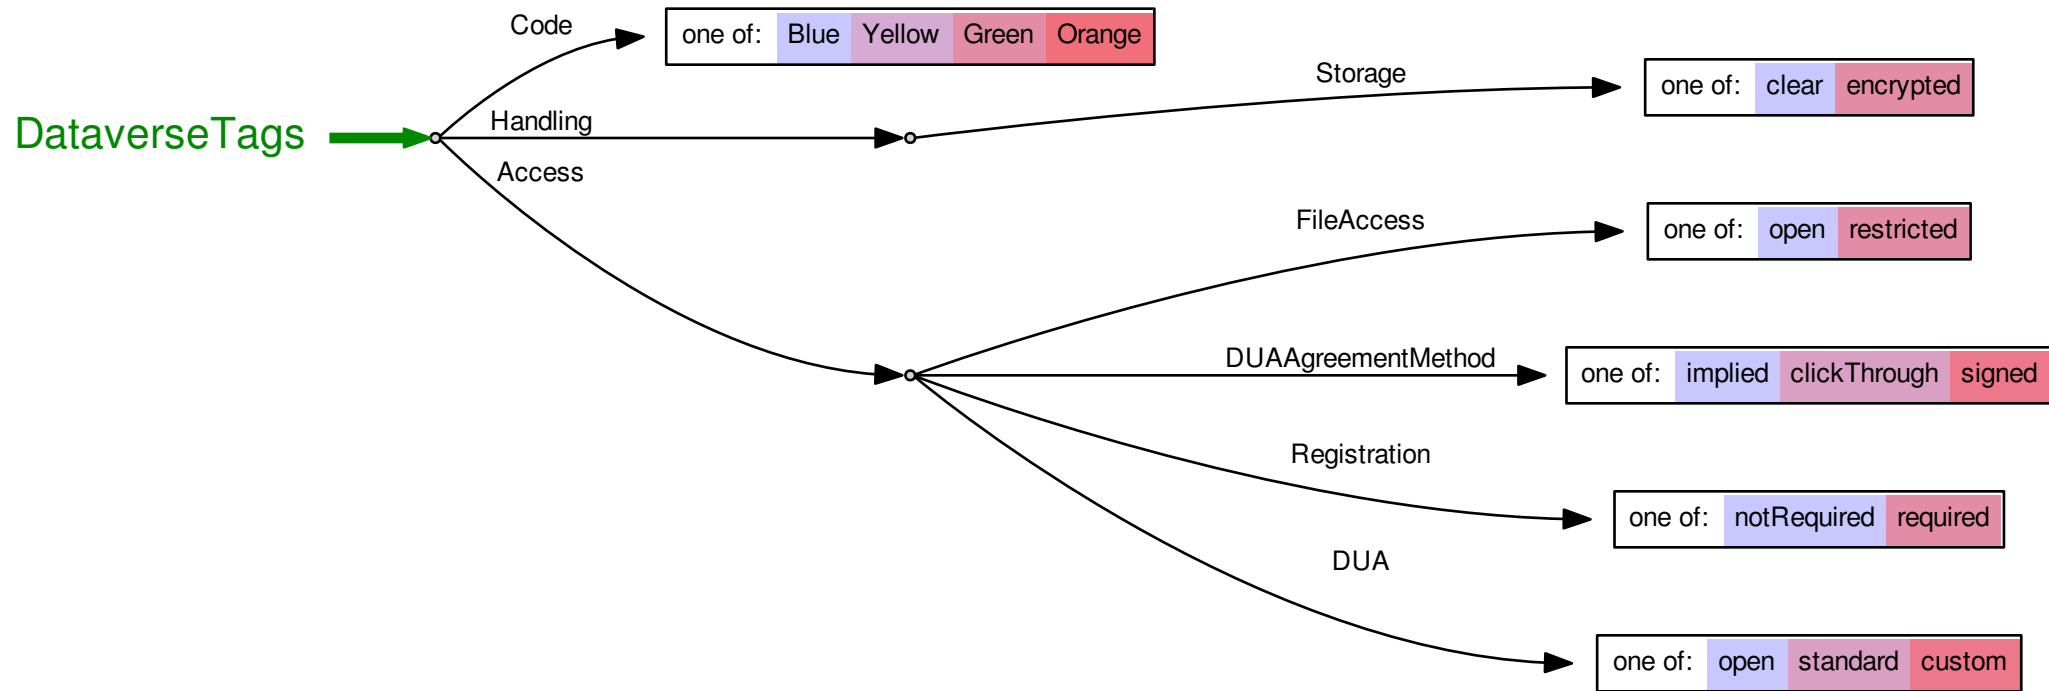 Code
one of: Blue Yellow Green Orange
Storage
one of: clear encrypted
DataverseTags
Handling
Access
FileAccess
one of: open restricted
DUAAgreementMethod
one of: implied clickThrough signed
Registration
one of: notRequired required
DUA
one of: open standard custom